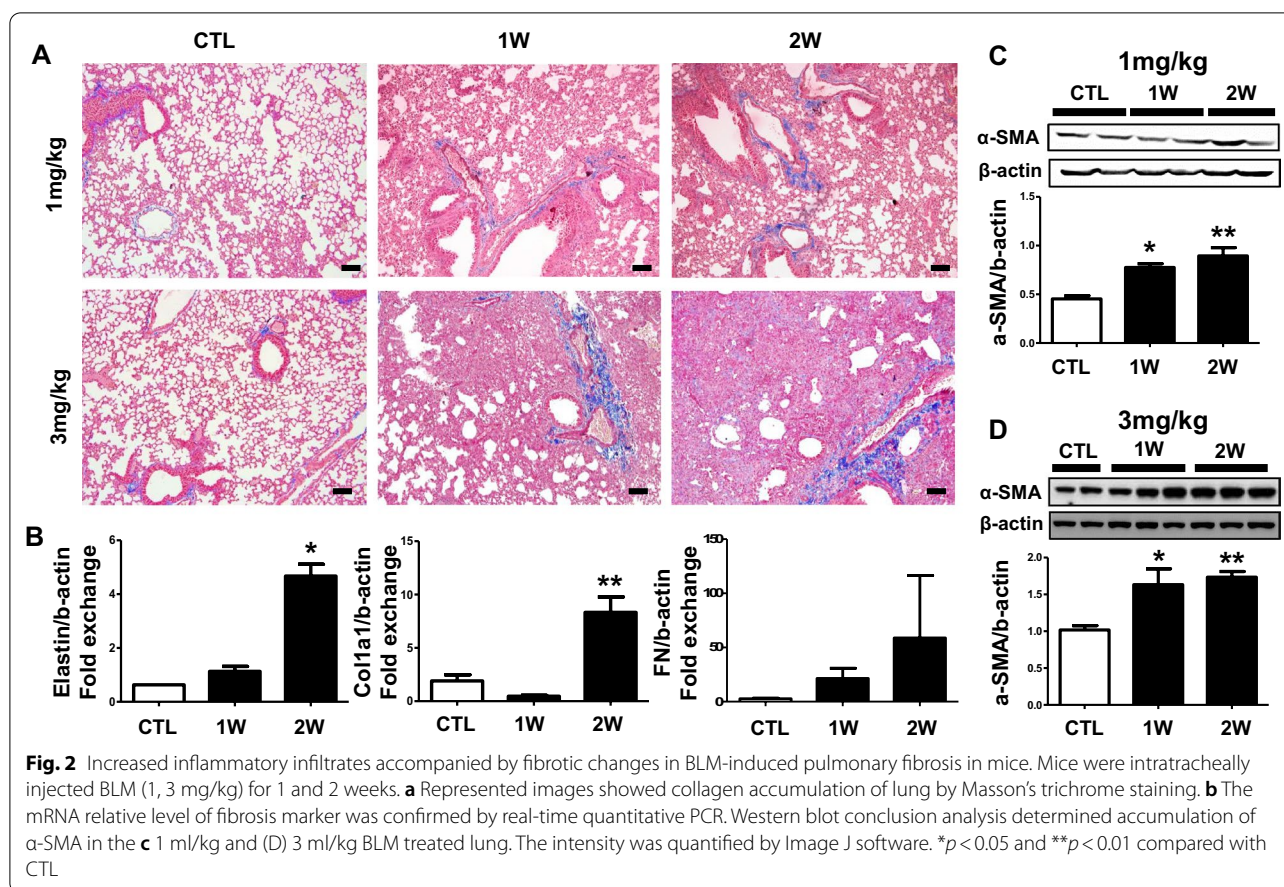 A
CTL
1W
2W
1mg/kg
3mg/kg
B
Elastin/b-actin
Fold exchange
6
4
2
0
*
CTL
1W
2W
Col1a1/b-actin
Fold exchange
15
10
5
0
**
CTL
1W
2W
FN/b-actin
Fold exchange
150
100
50
0
CTL
1W
2W
C
1mg/kg
CTL
1W
2W
α-SMA
β-actin
a-SMA/b-actin
1.5
1.0
0.5
0.0
*
**
CTL
1W
2W
D
3mg/kg
CTL
1W
2W
α-SMA
β-actin
a-SMA/b-actin
2.0
1.5
1.0
0.5
0.0
*
**
CTL
1W
2W
Fig. 2 Increased inflammatory infiltrates accompanied by fibrotic changes in BLM-induced pulmonary fibrosis in mice. Mice were intratracheally
injected BLM (1, 3 mg/kg) for 1 and 2 weeks. a Represented images showed collagen accumulation of lung by Masson's trichrome staining. b The
mRNA relative level of fibrosis marker was confirmed by real-time quantitative PCR. Western blot conclusion analysis determined accumulation of
α-SMA in the c 1 ml/kg and (D) 3 ml/kg BLM treated lung. The intensity was quantified by Image J software. *p < 0.05 and **p < 0.01 compared with
CTL